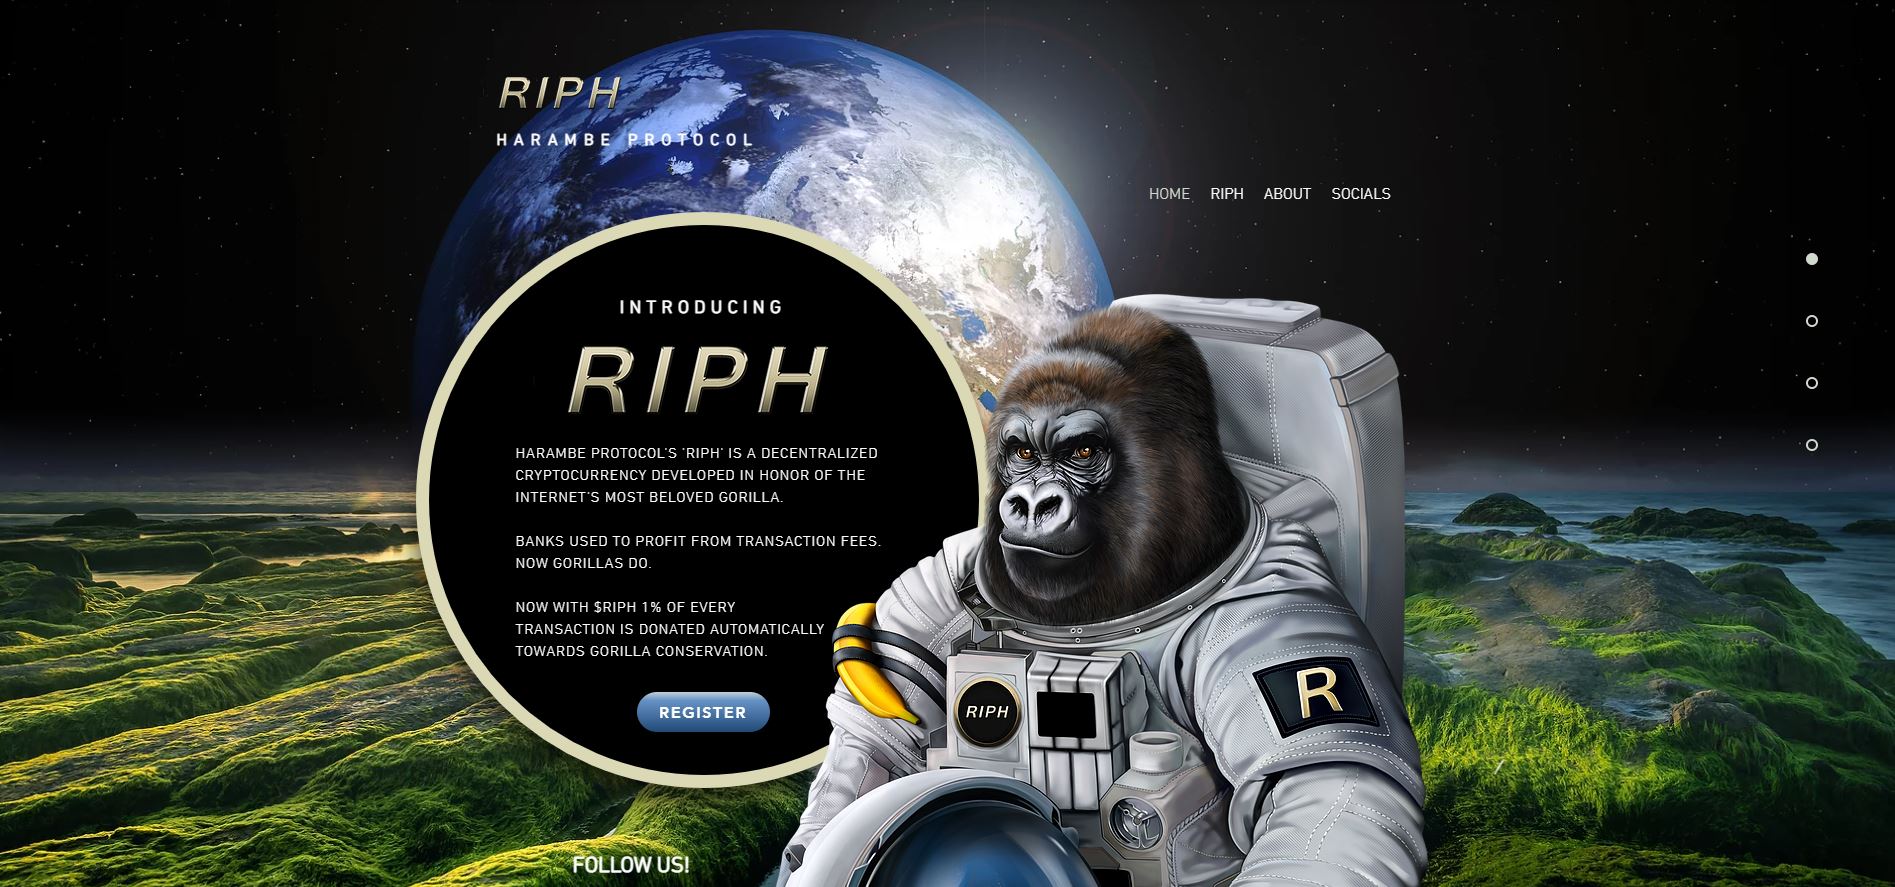 RIPH
HARAMBE PROTOCOL
HOME RIPH ABOUT SOCIALS
INTRODUCING
RIPH
HARAMBE PROTOCOL'S 'RIPH' IS A DECENTRALIZED
CRYPTOCURRENCY DEVELOPED IN HONOR OF THE
INTERNET'S MOST BELOVED GORILLA.
BANKS USED TO PROFIT FROM TRANSACTION FEES.
NOW GORILLAS DO.
NOW WITH $RIPH 1% OF EVERY
TRANSACTION IS DONATED AUTOMATICALLY
TOWARDS GORILLA CONSERVATION.
REGISTER
RIPH
R
FOLLOW US!